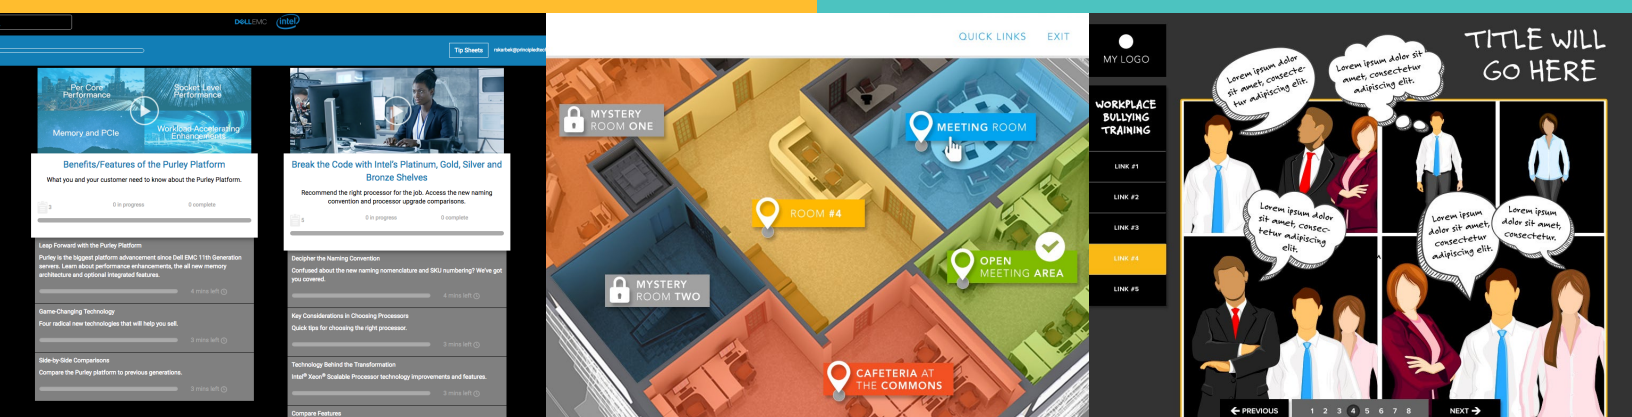 DELLEMC
intel
Tip Sheets
Per Core
Performance
Socket Level
Performance
Memory and PCIe
Workload-Accelerating
Enhancements
Benefits/Features of the Purley Platform
What you and your customer need to know about the Purley Platform.
3
0 in progress
0 complete
Leap Forward with the Purley Platform
Purley is the biggest platform advancement since Dell EMC 11th Generation
servers. Learn about performance enhancements, the all new memory
architecture and optional integrated features.
4 mins left
Game-Changing Technology
Four radical new technologies that will help you sell.
3 mins left
Side-by-Side Comparisons
Compare the Purley platform to previous generations.
3 mins left
Break the Code with Intel's Platinum, Gold, Silver and
Bronze Shelves
Recommend the right processor for the job. Access the new naming
convention and processor upgrade comparisons.
3
0 in progress
0 complete
Decipher the Naming Convention
Confused about the new naming nomenclature and SKU numbering? We've got
you covered.
4 mins left
Key Considerations in Choosing Processors
Quick tips for choosing the right processor.
3 mins left
Technology Behind the Transformation
Intel® Xeon® Scalable Processor technology improvements and features.
3 mins left
Compare Features
QUICK LINKS
EXIT
MYSTERY
ROOM ONE
MEETING ROOM
ROOM #4
OPEN
MEETING AREA
MYSTERY
ROOM TWO
CAFETERIA AT
THE COMMONS
MY LOGO
WORKPLACE
BULLYING
TRAINING
LINK #1
LINK #2
LINK #3
LINK #4
LINK #5
TITLE WILL
GO HERE
Lorem ipsum dolor
sit amet, consecte-
tur adipiscing elit.
Lorem ipsum dolor sit
amet, consectetur
adipiscing elit.
Lorem ipsum dolor
sit amet, consec-
tetur adipiscing
elit.
Lorem ipsum
dolor sit amet,
consectetur
adipiscing elit.
Lorem ipsum
dolor sit amet,
consectetur.
PREVIOUS
1 2 3 4 5 6 7 8
NEXT